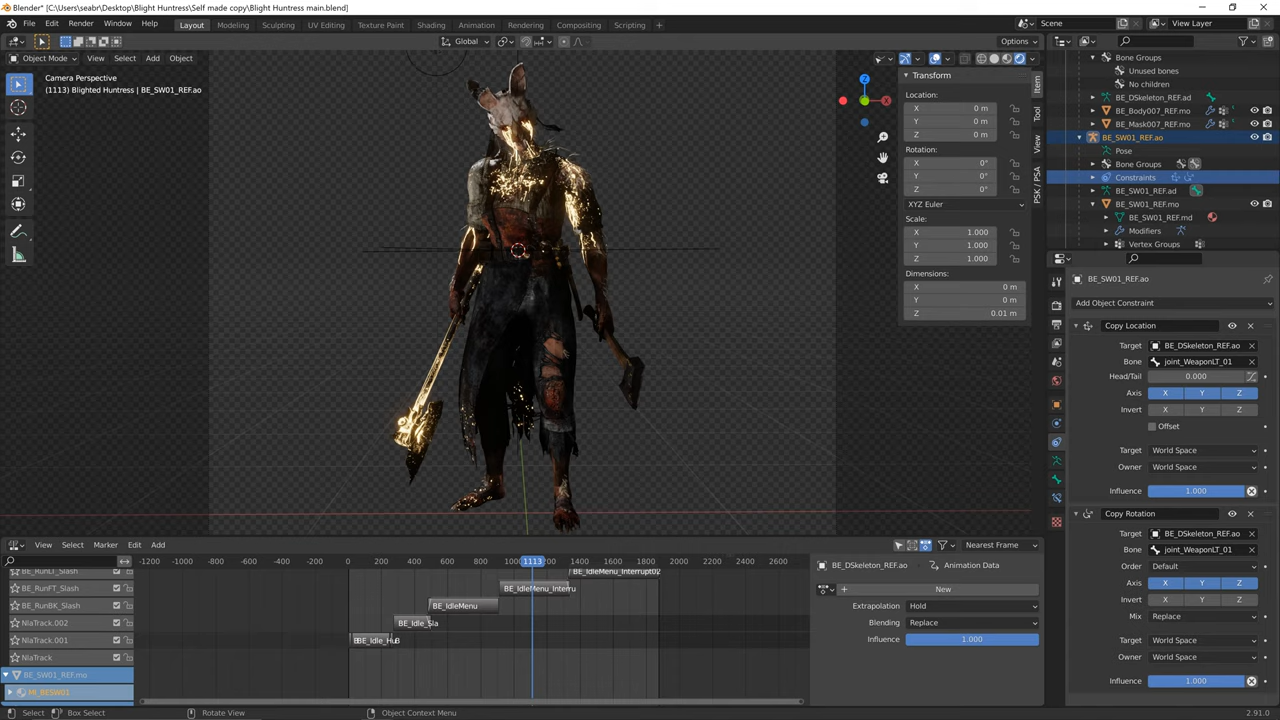 Blender* [C:\Users\seabr\Desktop\Blight Huntress\Self made copy\Blight Huntress main.blend]
File Edit Render Window Help Layout Modeling Sculpting UV Editing Texture Paint Shading Animation Rendering Compositing Scripting Scene View Layer
Global Options
Object Mode View Select Add Object
Camera Perspective
(1113) Blighted Huntress | BE_SW01_REF.ao
Z
X
Transform
Location:
X 0 m
Y 0 m
Z 0 m
Rotation:
X 0°
Y 0°
Z 0°
XYZ Euler
Scale:
X 1.000
Y 1.000
Z 1.000
Dimensions:
X 0 m
Y 0 m
Z 0.01 m
Item
Tool
View
PSK / PSA
Bone Groups
Unused bones
No children
BE_DSkeleton_REF.ad
BE_Body007_REF.mo
BE_Mask007_REF.mo
BE_SW01_REF.ao
Pose
Bone Groups
Constraints
BE_SW01_REF.ad
BE_SW01_REF.mo
BE_SW01_REF.md
Modifiers
Vertex Groups
BE_SW01_REF.ao
Add Object Constraint
Copy Location
Target BE_DSkeleton_REF.ao
Bone joint_WeaponLT_01
Head/Tail 0.000
Axis X Y Z
Invert X Y Z
Offset
Target World Space
Owner World Space
Influence 1.000
Copy Rotation
Target BE_DSkeleton_REF.ao
Bone joint_WeaponLT_01
Order Default
Axis X Y Z
Invert X Y Z
Mix Replace
Target World Space
Owner World Space
Influence 1.000
View Select Marker Edit Add Nearest Frame
-1200 -1000 -800 -600 -400 -200 0 200 400 600 800 1113 1400 1600 1800 2000 2200 2400 2600
BE_RunLT_Slash BE_IdleMenu_Interrupt02
BE_RunFT_Slash BE_IdleMenu_Interru
BE_RunBK_Slash BE_IdleMenu
NlaTrack.002 BE_Idle_Sla
NlaTrack.001
NlaTrack
BE_SW01_REF.mo
MI_BESW01
BE_DSkeleton_REF.ao Animation Data
New
Extrapolation Hold
Blending Replace
Influence 1.000
Select Box Select Rotate View Object Context Menu 2.91.0